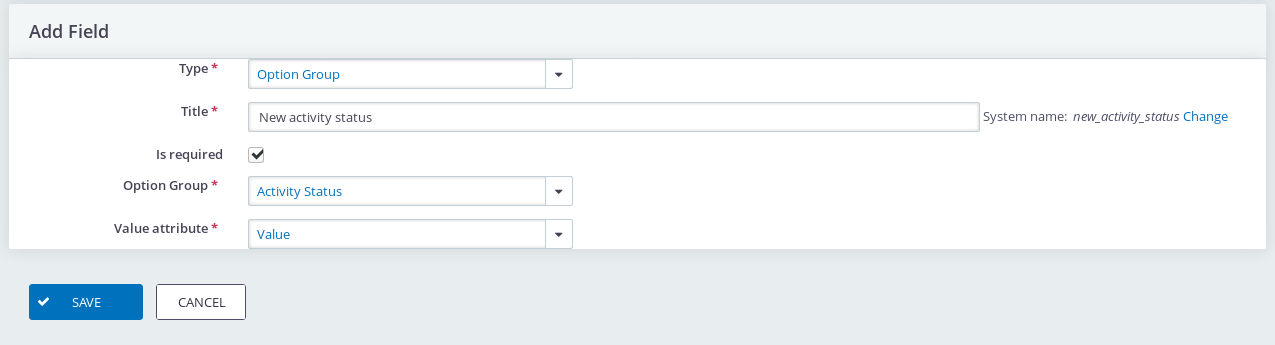 Add Field
Type * Option Group
Title * New activity status System name: new_activity_status Change
Is required
Option Group * Activity Status
Value attribute * Value
SAVE CANCEL